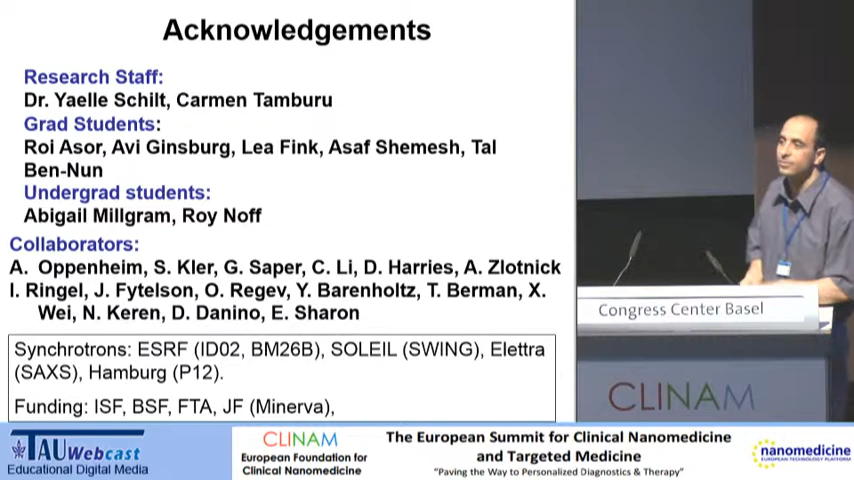 Acknowledgements
Research Staff:
Dr. Yaelle Schilt, Carmen Tamburu
Grad Students:
Roi Asor, Avi Ginsburg, Lea Fink, Asaf Shemesh, Tal
Ben-Nun
Undergrad students:
Abigail Millgram, Roy Noff
Collaborators:
A. Oppenheim, S. Kler, G. Saper, C. Li, D. Harries, A. Zlotnick
I. Ringel, J. Fytelson, O. Regev, Y. Barenholtz, T. Berman, X.
Wei, N. Keren, D. Danino, E. Sharon
Synchrotrons: ESRF (ID02, BM26B), SOLEIL (SWING), Elettra
(SAXS), Hamburg (P12).
Funding: ISF, BSF, FTA, JF (Minerva),
Congress Center Basel
CLINAM
TAU Webcast
Educational Digital Media
CLINAM
European Foundation for
Clinical Nanomedicine
The European Summit for Clinical Nanomedicine
and Targeted Medicine
"Paving the Way to Personalized Diagnostics & Therapy"
nanomedicine
EUROPEAN TECHNOLOGY PLATFORM